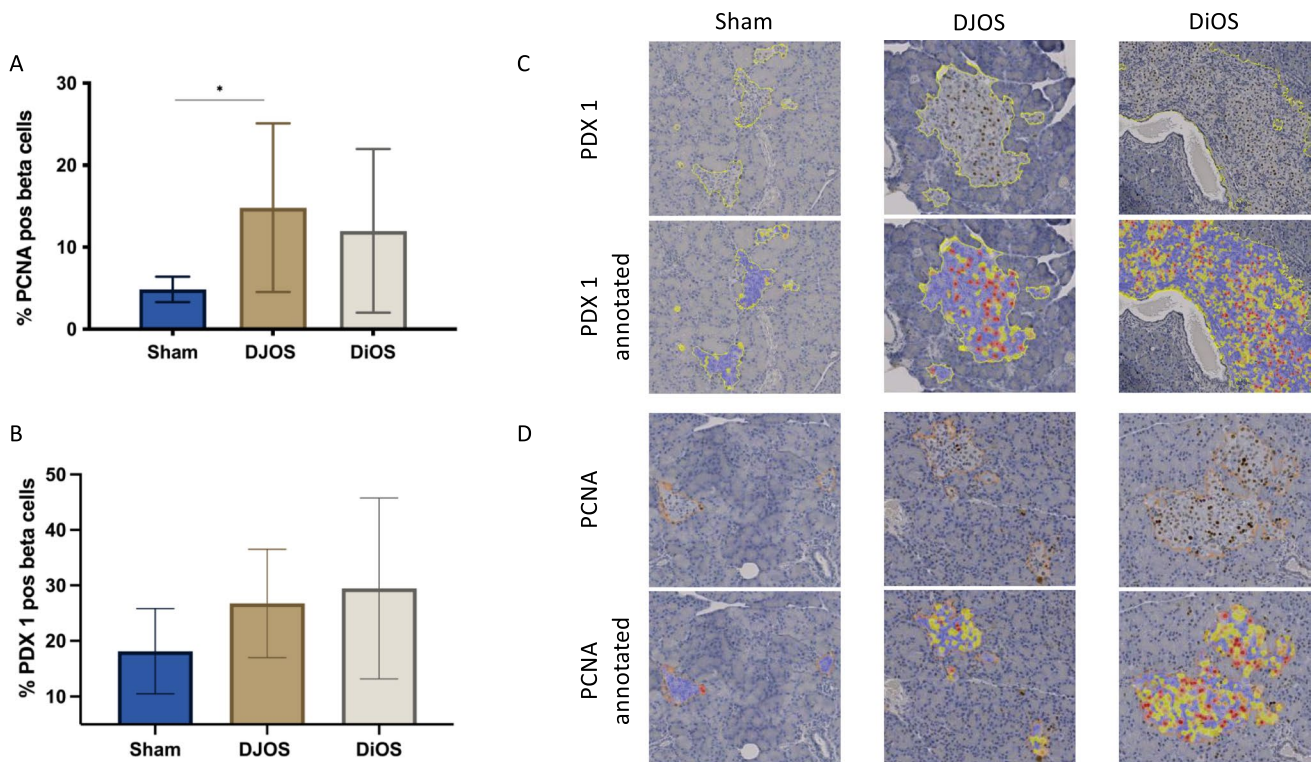 A
% PCNA pos beta cells
30
20
10
0
*
Sham
DJOS
DiOS
B
% PDX 1 pos beta cells
50
40
30
20
10
Sham
DJOS
DiOS
C
Sham
DJOS
DiOS
PDX 1
PDX 1
annotated
D
PCNA
PCNA
annotated